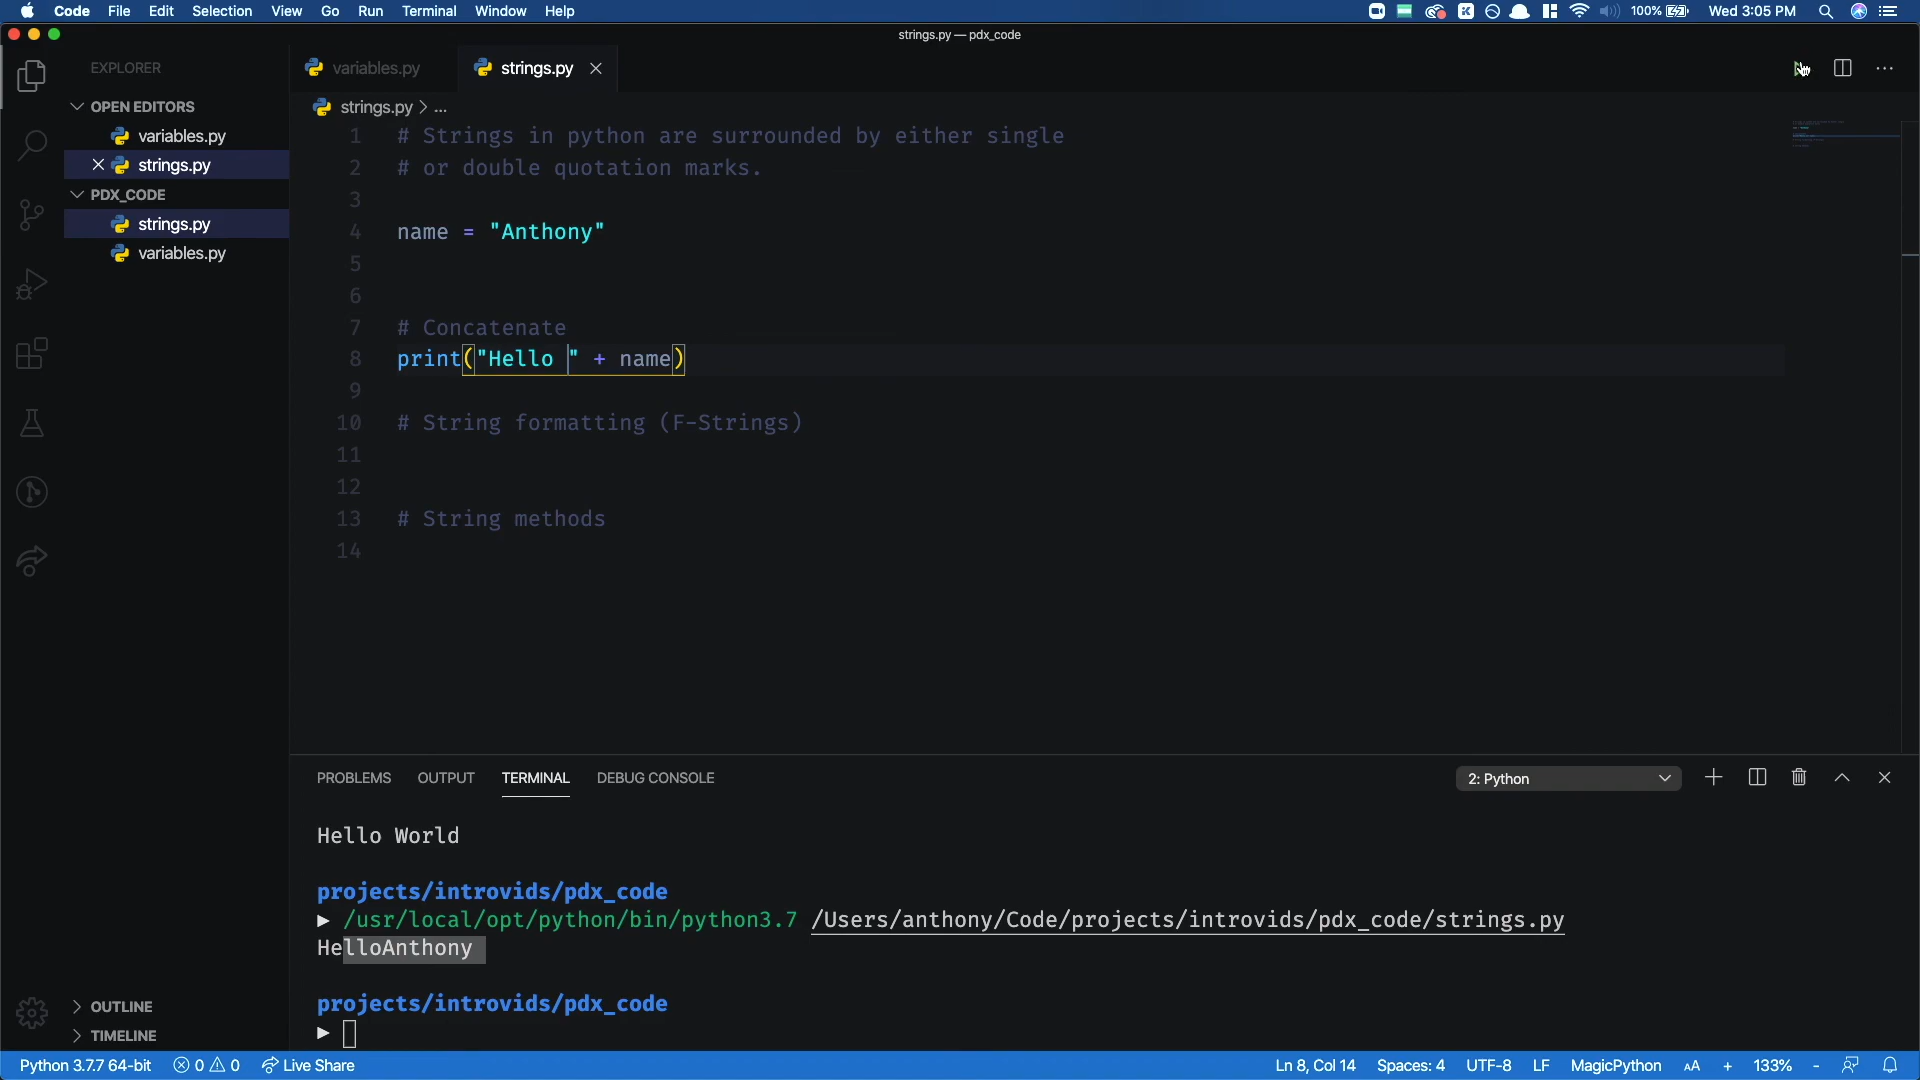 Code File Edit Selection View Go Run Terminal Window Help
100% Wed 3:05 PM
strings.py — pdx_code
EXPLORER
OPEN EDITORS
variables.py
strings.py
PDX_CODE
strings.py
variables.py
OUTLINE
TIMELINE
variables.py strings.py
strings.py > ...
1 # Strings in python are surrounded by either single
2 # or double quotation marks.
3
4 name = "Anthony"
5
6
7 # Concatenate
8 print("Hello " + name)
9
10 # String formatting (F-Strings)
11
12
13 # String methods
14
PROBLEMS OUTPUT TERMINAL DEBUG CONSOLE 2: Python
Hello World
projects/introvids/pdx_code
▶ /usr/local/opt/python/bin/python3.7 /Users/anthony/Code/projects/introvids/pdx_code/strings.py
HelloAnthony
projects/introvids/pdx_code
▶
Python 3.7.7 64-bit 0 0 Live Share Ln 8, Col 14 Spaces: 4 UTF-8 LF MagicPython AA + 133% -